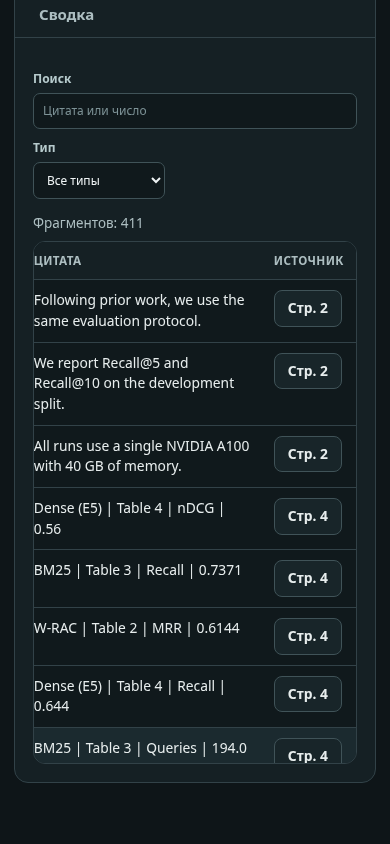 Сводка
Поиск
Цитата или число
Тип
Все типы
Фрагментов: 411
ЦИТАТА ИСТОЧНИК
Following prior work, we use the
same evaluation protocol.
Стр. 2
We report Recall@5 and
Recall@10 on the development
split.
Стр. 2
All runs use a single NVIDIA A100
with 40 GB of memory.
Стр. 2
Dense (E5) | Table 4 | nDCG |
0.56
Стр. 4
BM25 | Table 3 | Recall | 0.7371
Стр. 4
W-RAC | Table 2 | MRR | 0.6144
Стр. 4
Dense (E5) | Table 4 | Recall |
0.644
Стр. 4
BM25 | Table 3 | Queries | 194.0
Стр. 4